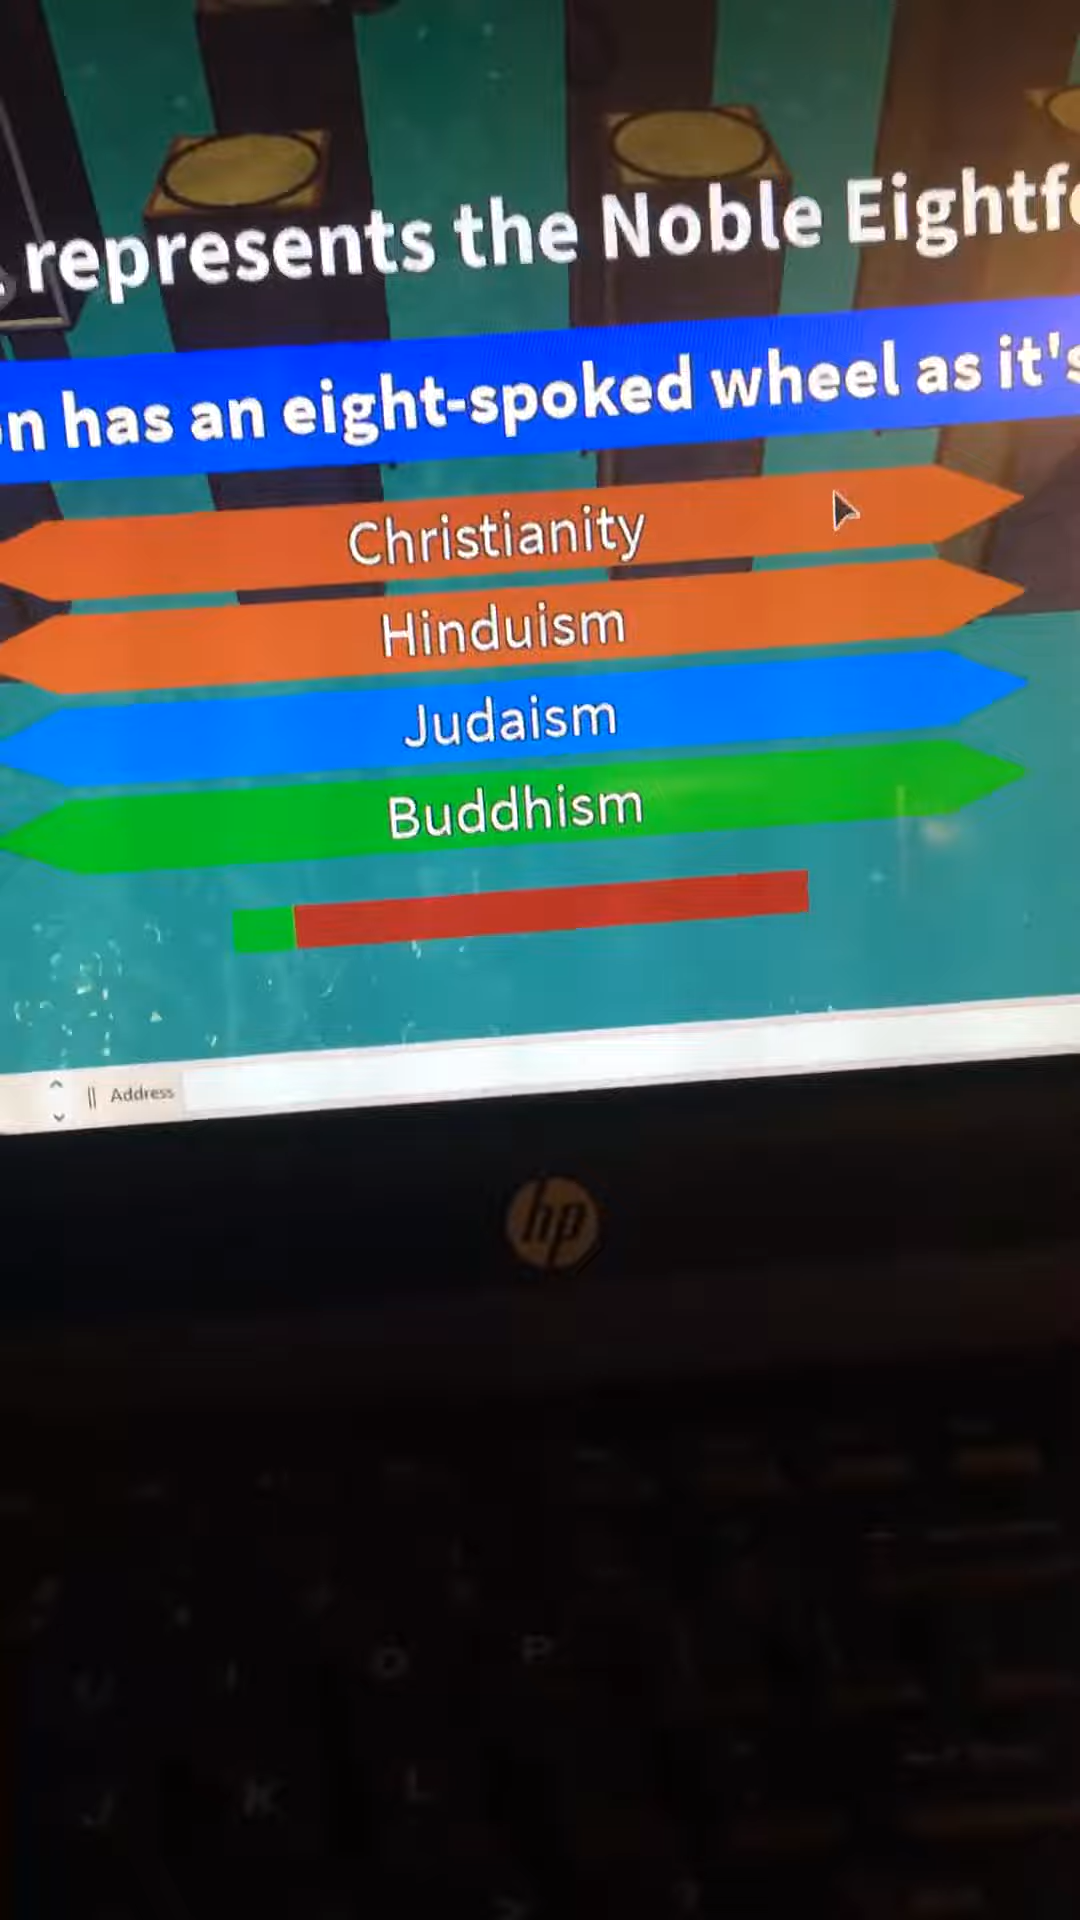 represents the Noble Eightf
n has an eight-spoked wheel as it's
Christianity
Hinduism
Judaism
Buddhism
Address
hp
O P
J K L